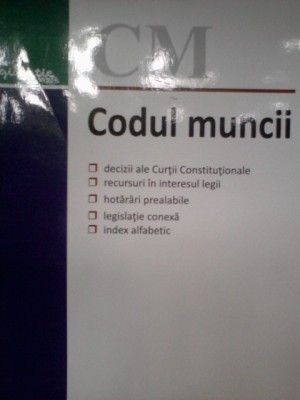 CM
Codul muncii
❒ decizii ale Curții Constituționale
❒ recursuri în interesul legii
❒ hotărâri prealabile
❒ legislație conexă
❒ index alfabetic